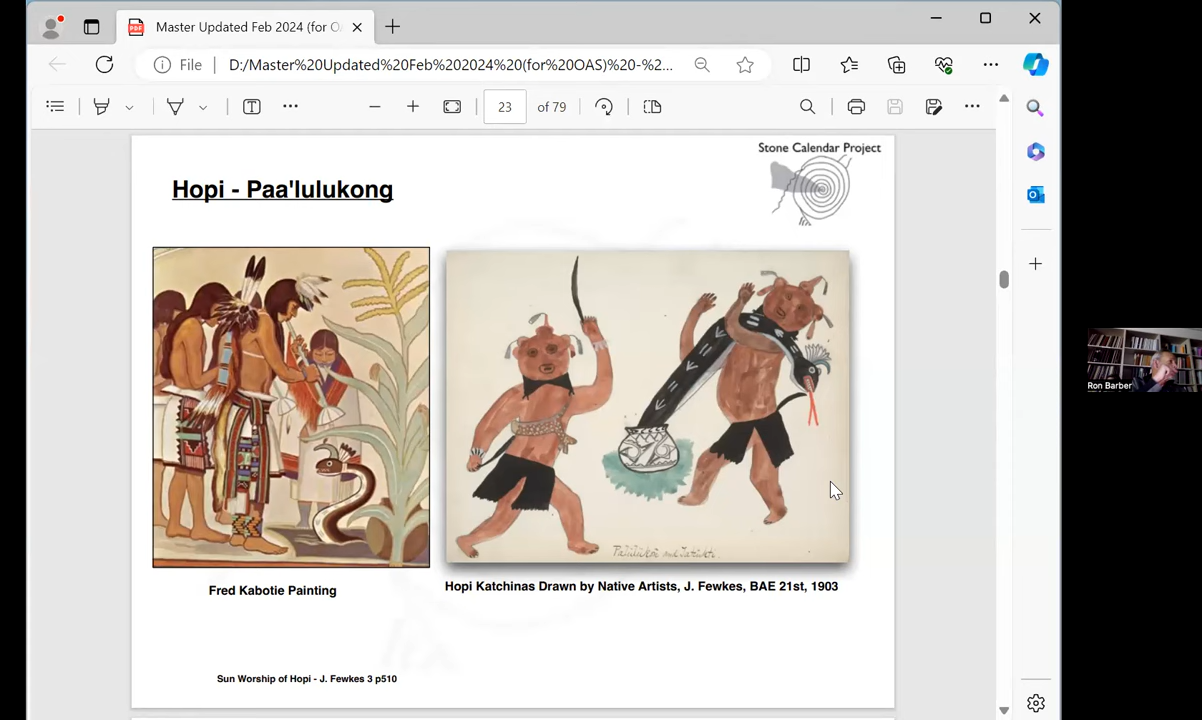 Master Updated Feb 2024 (for O
File
D:/Master%20Updated%20Feb%202024%20(for%20OAS)%20-%2...
23 of 79
Stone Calendar Project
Hopi - Paa'lulukong
Fred Kabotie Painting
Hopi Katchinas Drawn by Native Artists, J. Fewkes, BAE 21st, 1903
Sun Worship of Hopi - J. Fewkes 3 p510
Ron Barber